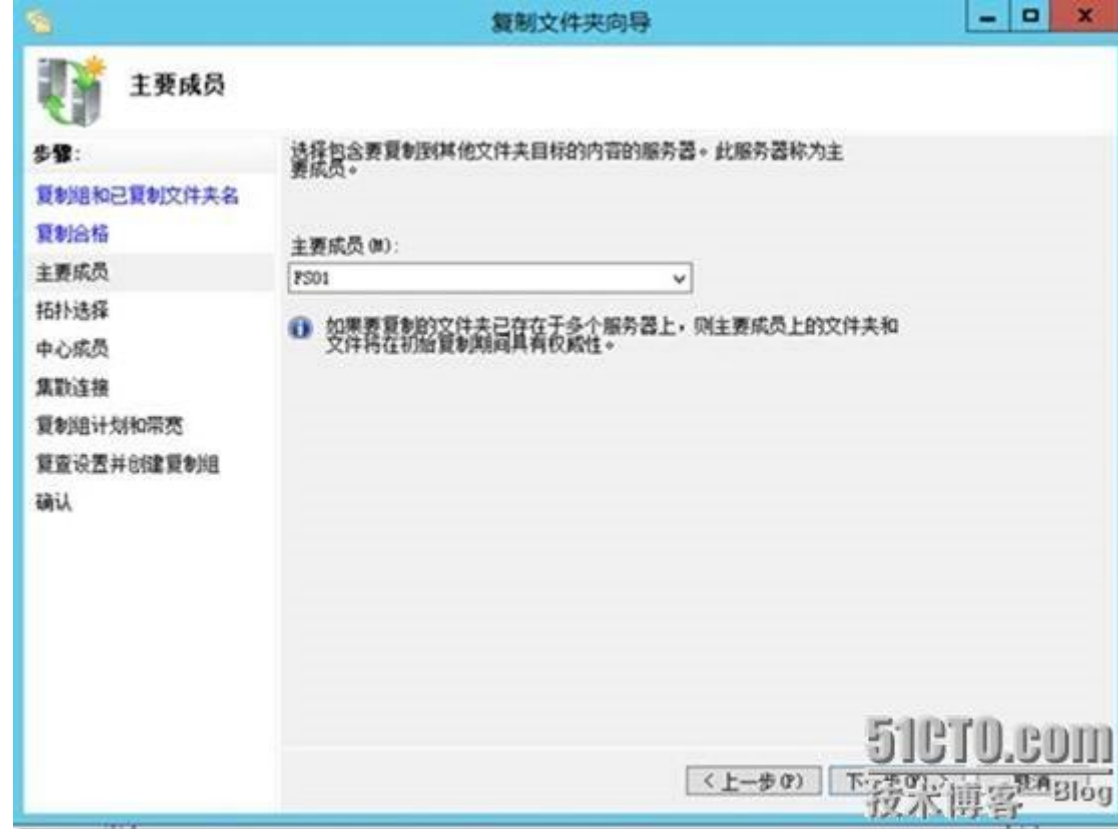 复制文件夹向导
主要成员
步骤:
复制组和已复制文件夹名
复制合格
主要成员
拓扑选择
中心成员
集散连接
复制组计划和带宽
复查设置并创建复制组
确认
选择包含要复制到其他文件夹目标的内容的服务器。此服务器称为主
要成员。
主要成员(M):
FS01
如果要复制的文件夹已存在于多个服务器上，则主要成员上的文件夹和
文件将在初始复制期间具有权威性。
< 上一步(P)
下一步(N) >
取消
51CTO.com
技术博客 Blog